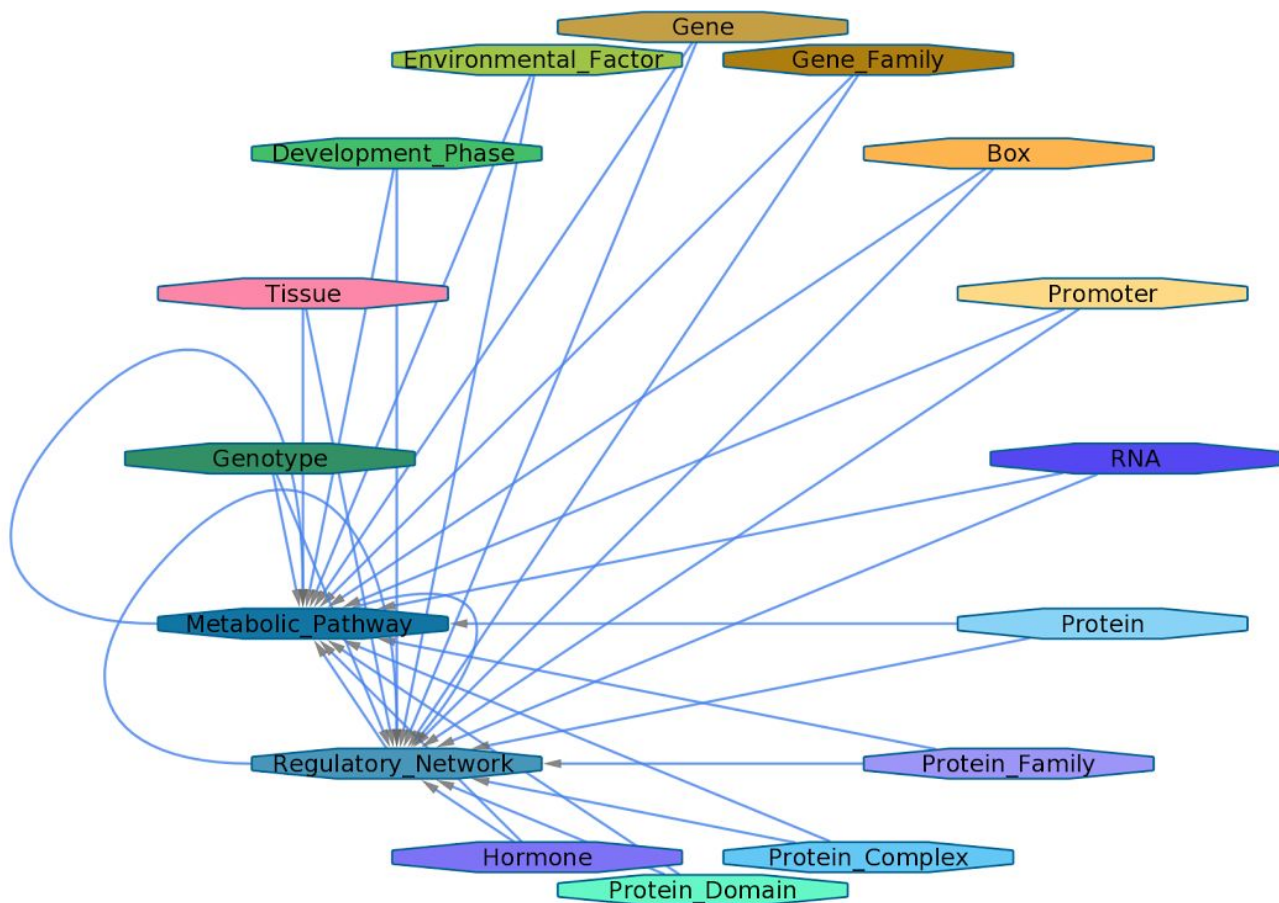 Gene
Environmental_Factor
Gene_Family
Development_Phase
Box
Tissue
Promoter
Genotype
RNA
Metabolic_Pathway
Protein
Regulatory_Network
Protein_Family
Hormone
Protein_Complex
Protein_Domain